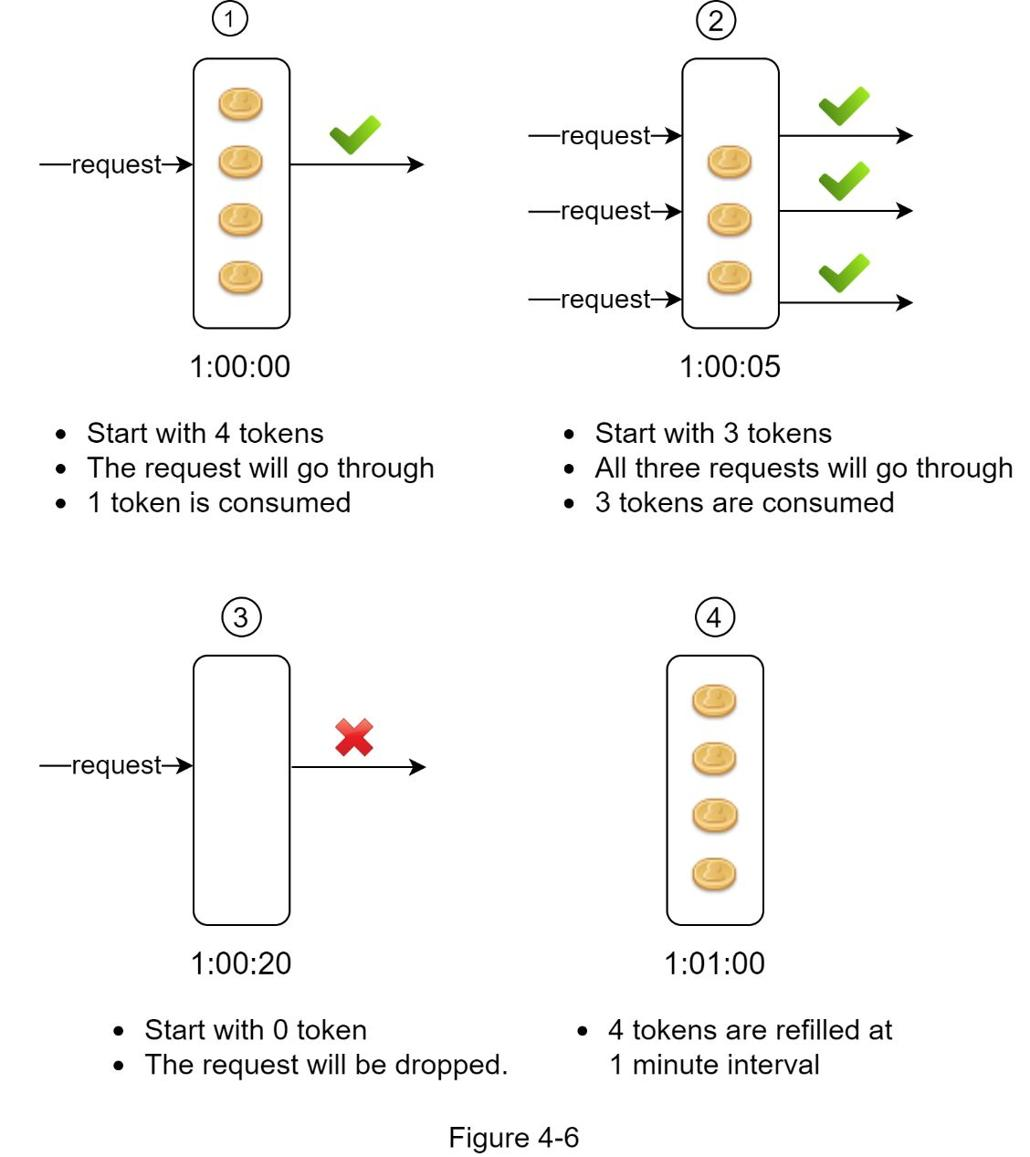 1
request
1:00:00
• Start with 4 tokens
• The request will go through
• 1 token is consumed
2
request
request
request
1:00:05
• Start with 3 tokens
• All three requests will go through
• 3 tokens are consumed
3
request
1:00:20
• Start with 0 token
• The request will be dropped.
4
1:01:00
• 4 tokens are refilled at
1 minute interval
Figure 4-6